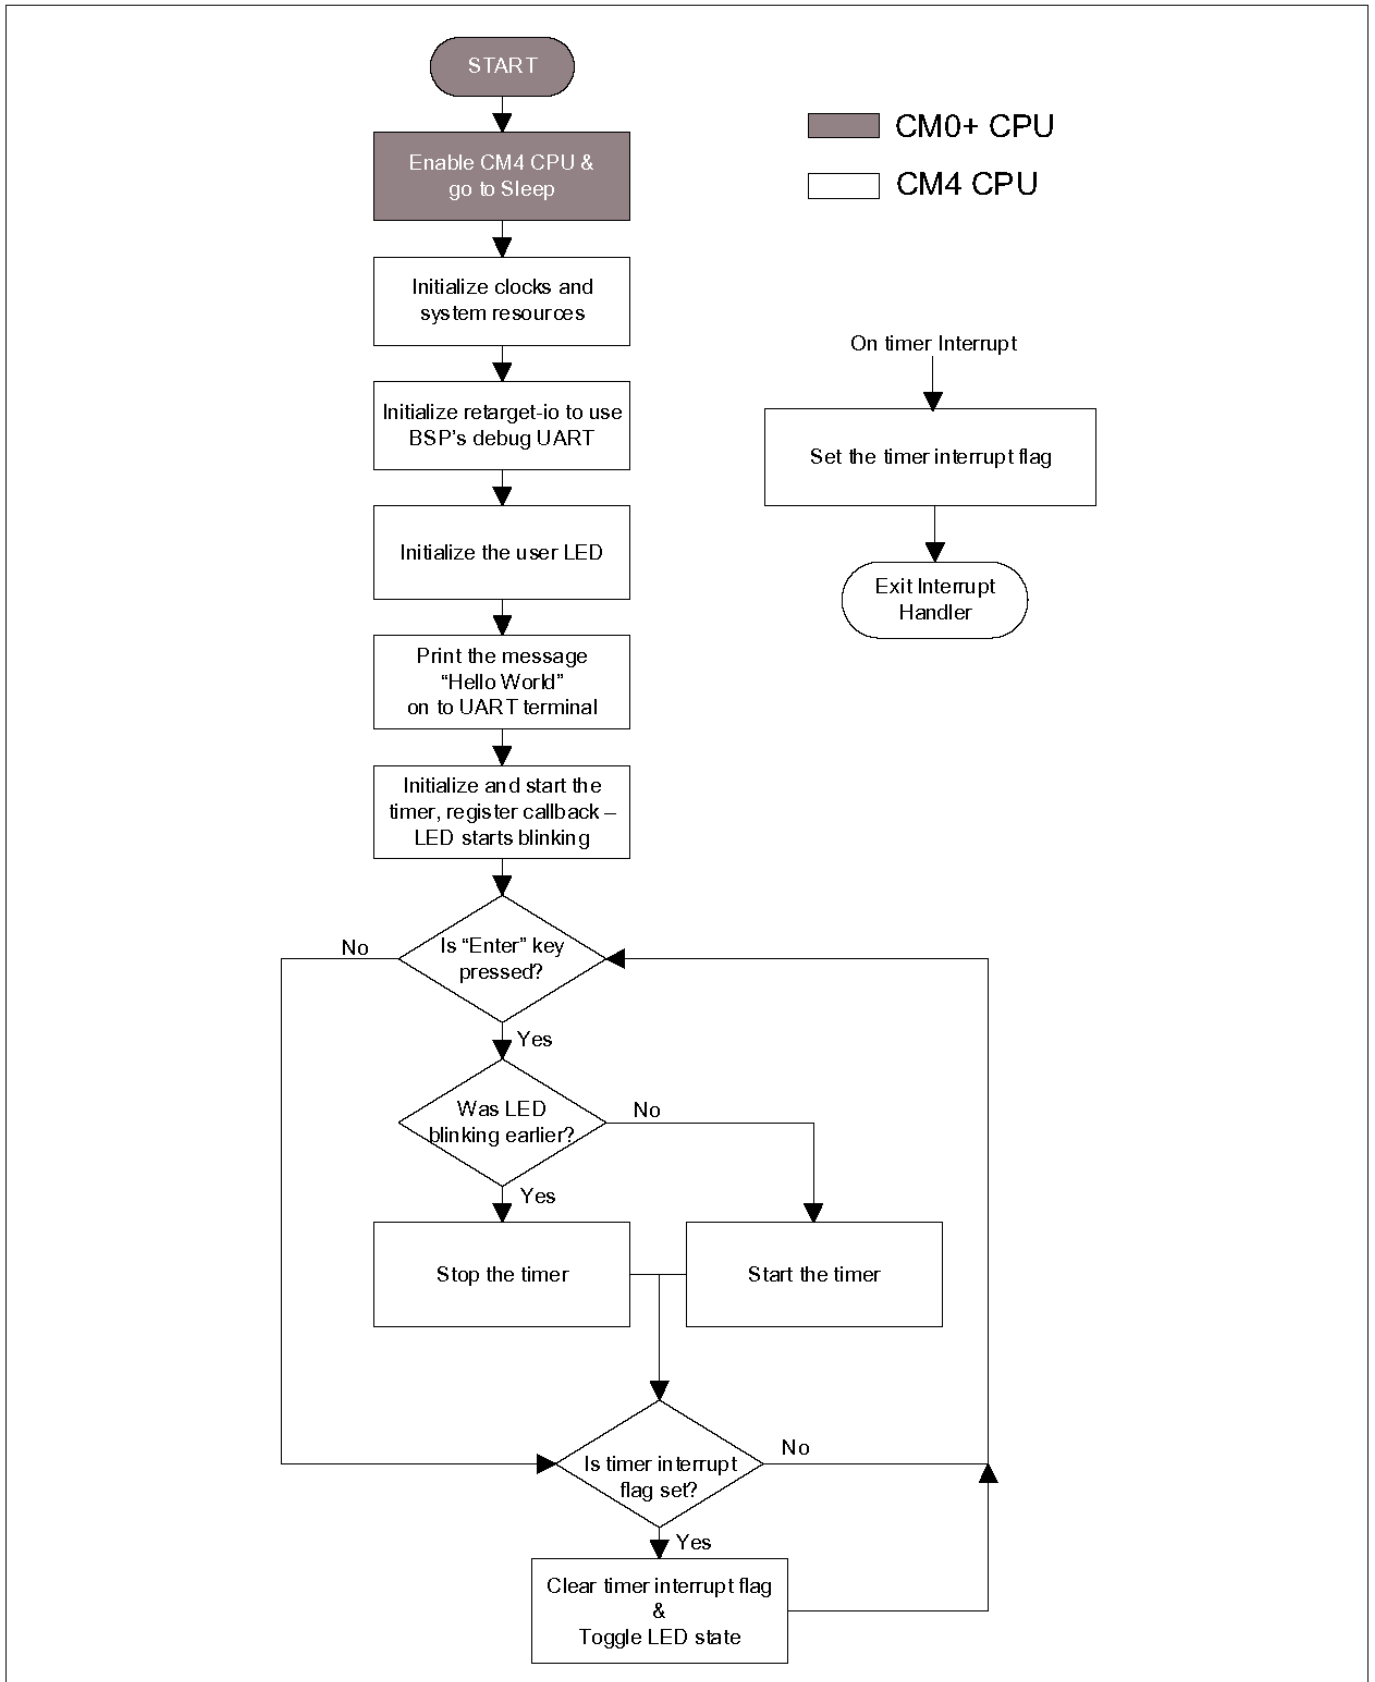 START
CM0+ CPU
Enable CM4 CPU &
go to Sleep
CM4 CPU
Initialize clocks and
system resources
On timer Interrupt
Initialize retarget-io to use
BSP’s debug UART
Set the timer interrupt flag
Initialize the user LED
Exit Interrupt
Handler
Print the message
“Hello World”
on to UART terminal
Initialize and start the
timer, register callback –
LED starts blinking
No
Is “Enter” key
pressed?
Yes
Was LED
blinking earlier?
No
Yes
Stop the timer
Start the timer
Is timer interrupt
flag set?
No
Yes
Clear timer interrupt flag
&
Toggle LED state